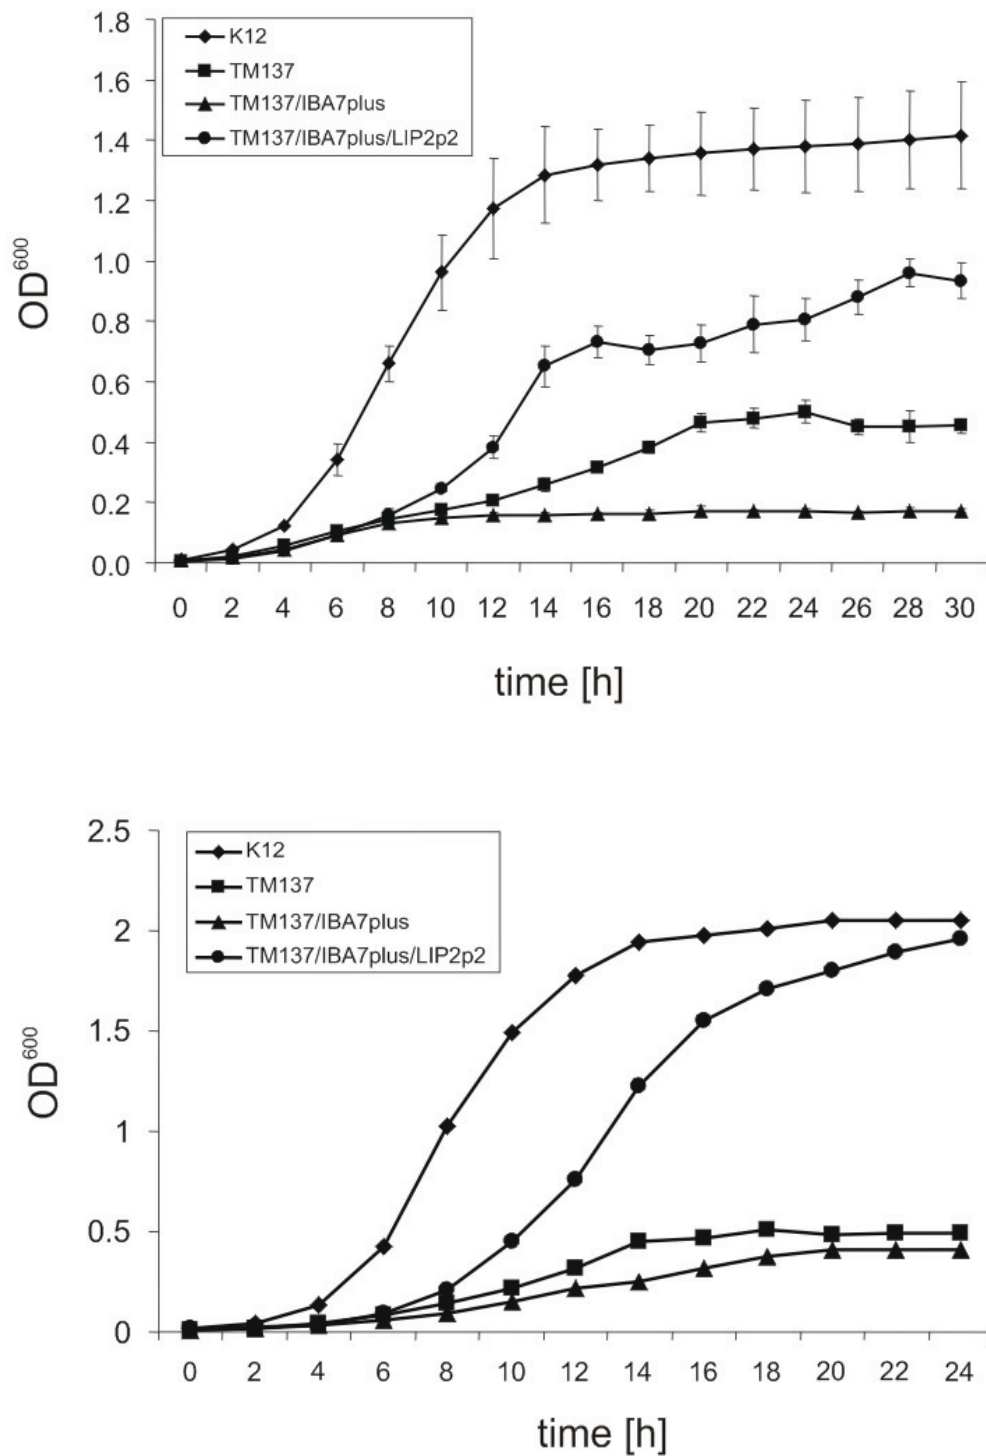 1.8
K12
TM137
TM137/IBA7plus
TM137/IBA7plus/LIP2p2
1.6
1.4
1.2
1.0
0.8
0.6
0.4
0.2
0.0
OD600
0 2 4 6 8 10 12 14 16 18 20 22 24 26 28 30
time [h]
2.5
K12
TM137
TM137/IBA7plus
TM137/IBA7plus/LIP2p2
2
1.5
1
0.5
0
OD600
0 2 4 6 8 10 12 14 16 18 20 22 24
time [h]